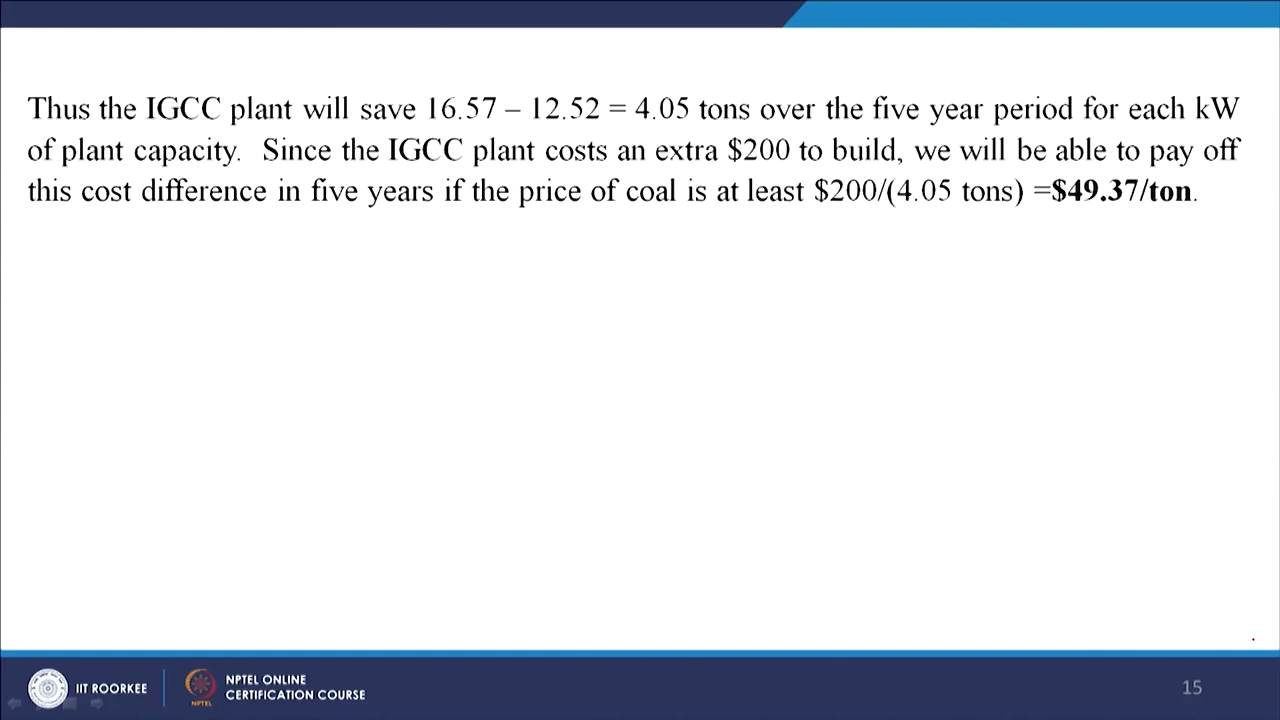 Thus the IGCC plant will save 16.57 – 12.52 = 4.05 tons over the five year period for each kW
of plant capacity. Since the IGCC plant costs an extra $200 to build, we will be able to pay off
this cost difference in five years if the price of coal is at least $200/(4.05 tons) =$49.37/ton.
IIT ROORKEE
NPTEL
NPTEL ONLINE
CERTIFICATION COURSE
15